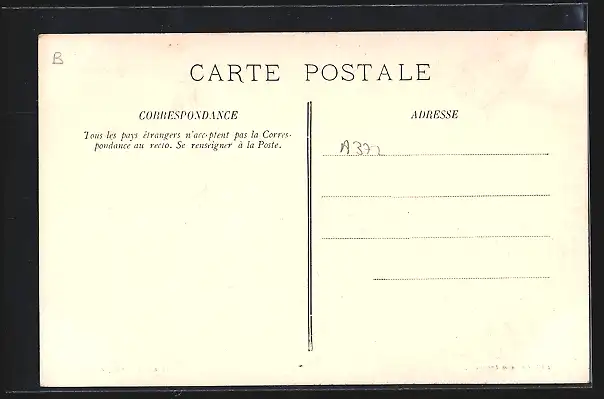 B
CARTE POSTALE
CORRESPONDANCE
Tous les pays étrangers n'acceptent pas la Corres-
pondance au recto. Se renseigner à la Poste.
ADRESSE
A372